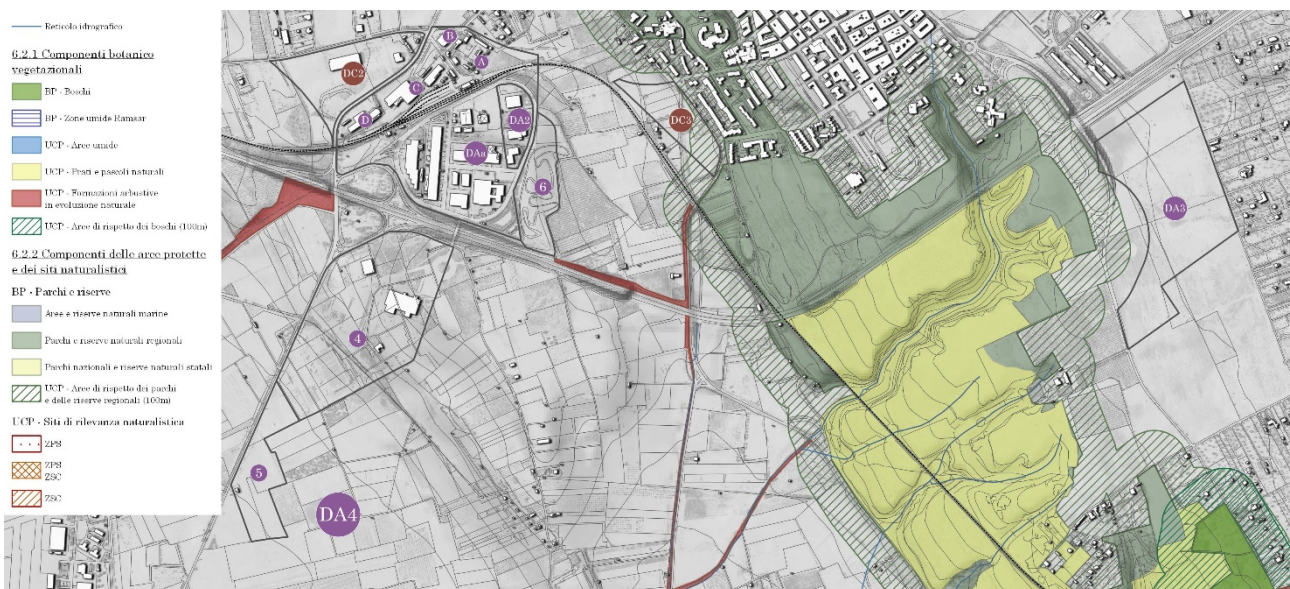 Reticolo idrografico
6.2.1 Componenti botanico
vegetazionali
BP - Boschi
BP - Zone umide Ramsar
UCP - Aree umide
UCP - Prati e pascoli naturali
UCP - Formazioni arbustive
in evoluzione naturale
UCP - Aree di rispetto dei boschi (100m)
6.2.2 Componenti delle aree protette
e dei siti naturalistici
BP - Parchi e riserve
Aree e riserve naturali marine
Parchi e riserve naturali regionali
Parchi nazionali e riserve naturali statali
UCP - Aree di rispetto dei parchi
e delle riserve regionali (100m)
UCP - Siti di rilevanza naturalistica
ZPS
ZPS
ZSC
ZSC
B
A
DC2
C
D
DA2
DAa
6
DC3
DA3
4
5
DA4